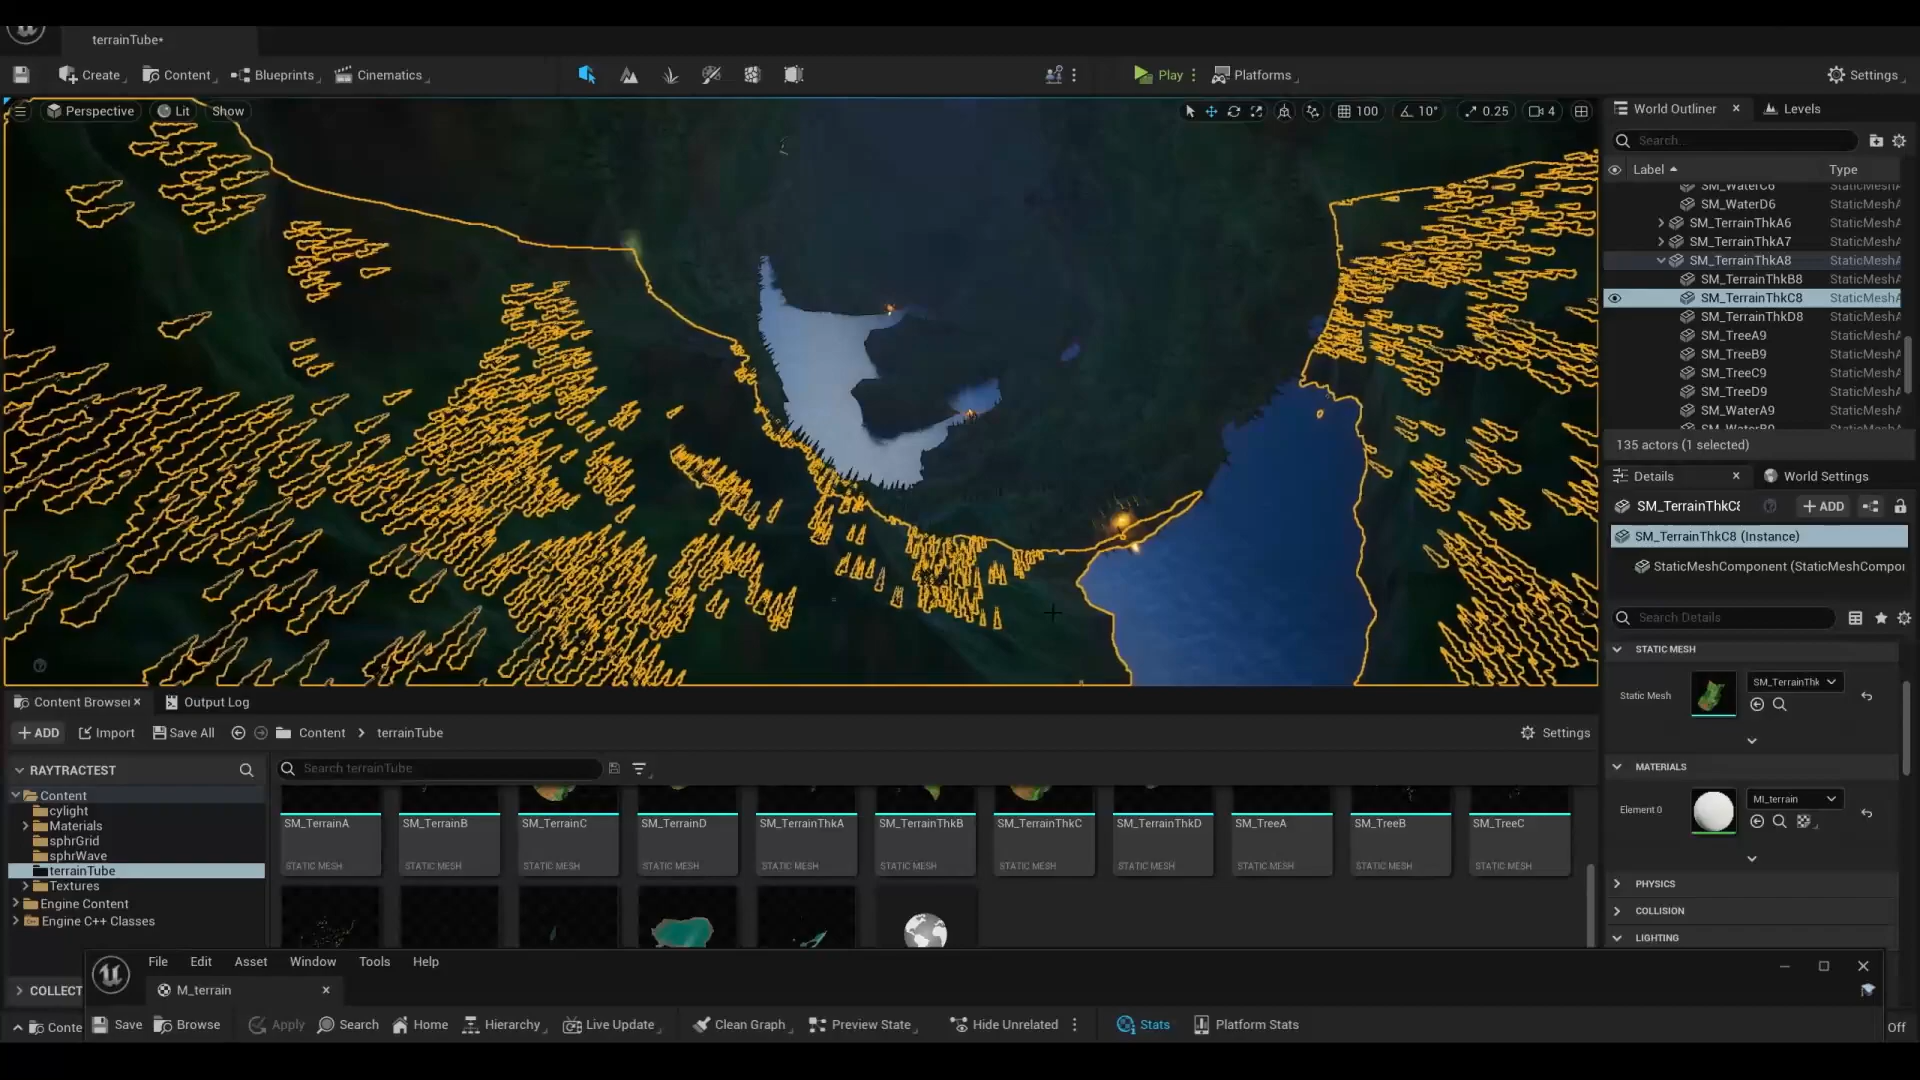 terrainTube•
Create
Content
Blueprints
Cinematics
Play
Platforms
Settings
Perspective
Lit
Show
100
10°
0.25
4
World Outliner
Levels
Search...
Label
Type
SM_WaterC6
SM_WaterD6 StaticMeshA
SM_TerrainThkA6 StaticMeshA
SM_TerrainThkA7 StaticMeshA
SM_TerrainThkA8 StaticMeshA
SM_TerrainThkB8 StaticMeshA
SM_TerrainThkC8 StaticMeshA
SM_TerrainThkD8 StaticMeshA
SM_TreeA9 StaticMeshA
SM_TreeB9 StaticMeshA
SM_TreeC9 StaticMeshA
SM_TreeD9 StaticMeshA
SM_WaterA9 StaticMeshA
135 actors (1 selected)
Details
World Settings
SM_TerrainThkC8
ADD
SM_TerrainThkC8 (Instance)
StaticMeshComponent (StaticMeshCompor
Search Details
STATIC MESH
Static Mesh
SM_TerrainThk
MATERIALS
Element 0
MI_terrain
PHYSICS
COLLISION
LIGHTING
Content Browser
Output Log
ADD
Import
Save All
Content
terrainTube
Settings
RAYTRACTEST
Search terrainTube
Content
cylight
Materials
sphrGrid
sphrWave
terrainTube
Textures
Engine Content
Engine C++ Classes
COLLECT
Conte
SM_TerrainA
SM_TerrainB
SM_TerrainC
SM_TerrainD
SM_TerrainThkA
SM_TerrainThkB
SM_TerrainThkC
SM_TerrainThkD
SM_TreeA
SM_TreeB
SM_TreeC
STATIC MESH
STATIC MESH
STATIC MESH
STATIC MESH
STATIC MESH
STATIC MESH
STATIC MESH
STATIC MESH
STATIC MESH
STATIC MESH
STATIC MESH
File
Edit
Asset
Window
Tools
Help
M_terrain
Save
Browse
Apply
Search
Home
Hierarchy
Live Update
Clean Graph
Preview State
Hide Unrelated
Stats
Platform Stats
Off